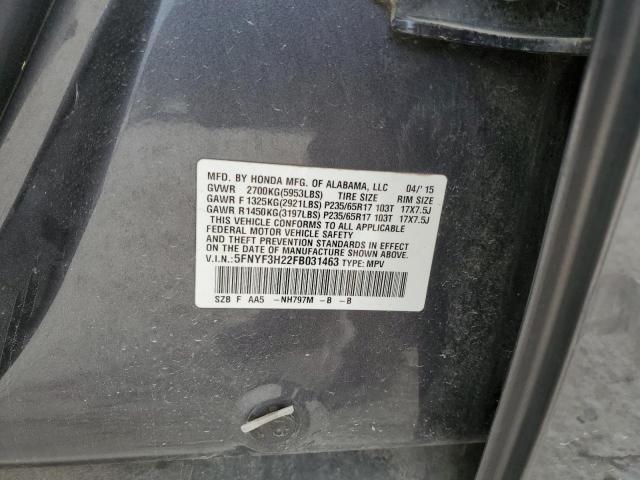 MFD. BY HONDA MFG. OF ALABAMA, LLC 04/'15
GVWR 2700KG(5953LBS) TIRE SIZE RIM SIZE
GAWR F 1325KG(2921LBS) P235/65R17 103T 17X7.5J
GAWR R 1450KG(3197LBS) P235/65R17 103T 17X7.5J
THIS VEHICLE CONFORMS TO ALL APPLICABLE
FEDERAL MOTOR VEHICLE SAFETY
AND THEFT PREVENTION STANDARDS IN EFFECT
ON THE DATE OF MANUFACTURE SHOWN ABOVE.
V.I.N.: 5FNYF3H22FB031463 TYPE: MPV
SZB F AA5 -NH797M -B -B